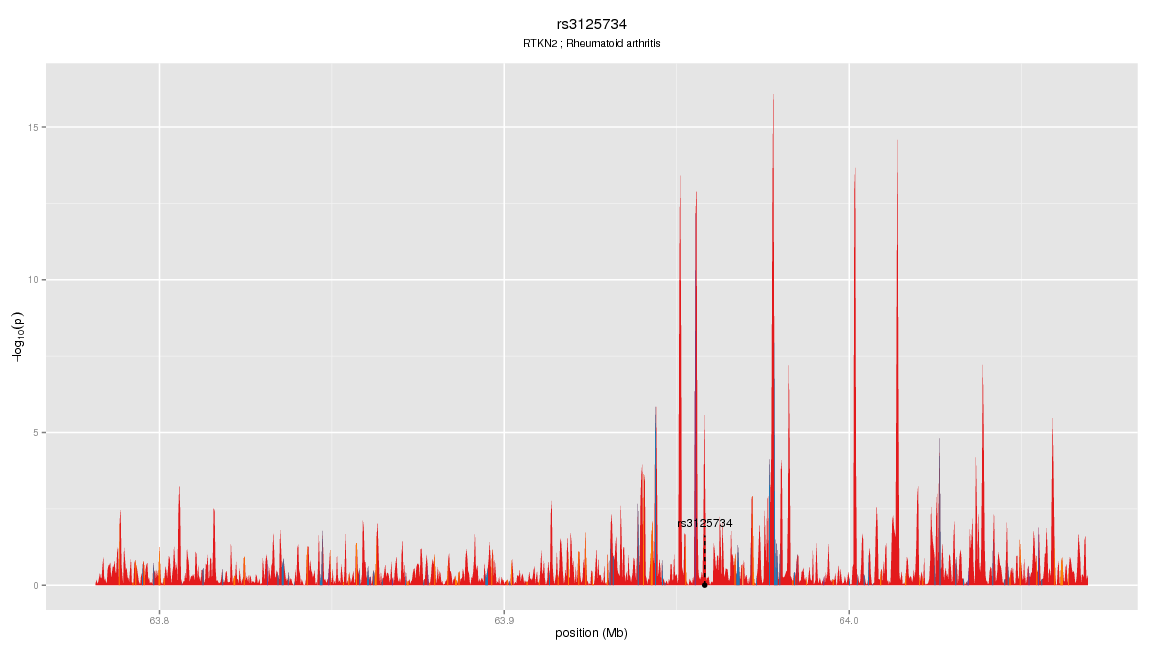 rs3125734
RTKN2 ; Rheumatoid arthritis
15
10
5
0
−log10(p)
rs3125734
63.8
63.9
64.0
position (Mb)